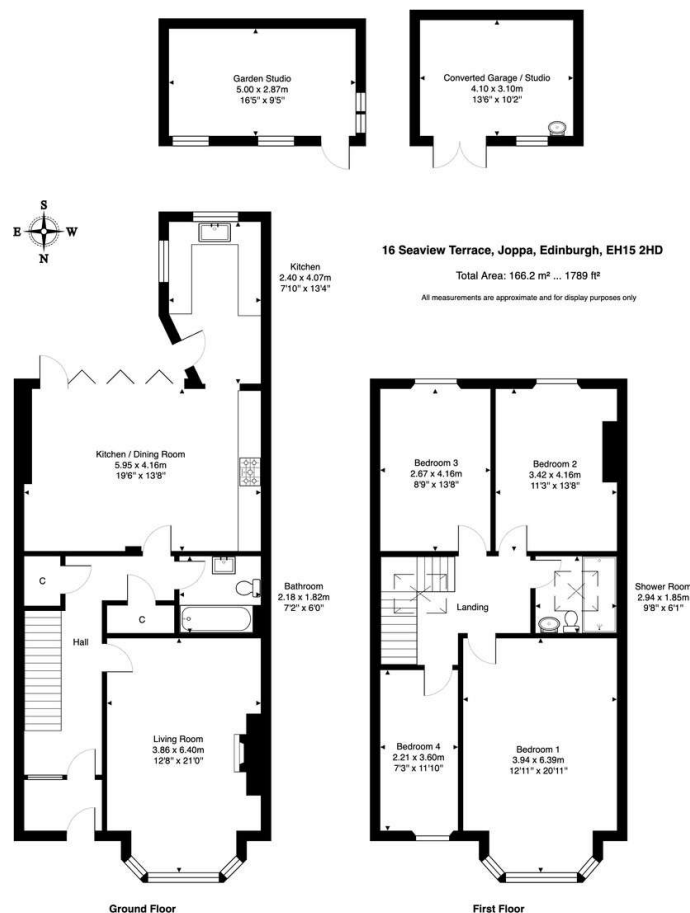 Garden Studio
5.00 x 2.87m
16'5" x 9'5"
Converted Garage / Studio
4.10 x 3.10m
13'6" x 10'2"
S
E
W
N
16 Seaview Terrace, Joppa, Edinburgh, EH15 2HD
Total Area: 166.2 m² ... 1789 ft²
All measurements are approximate and for display purposes only
Kitchen
2.40 x 4.07m
7'10" x 13'4"
Kitchen / Dining Room
5.95 x 4.16m
19'6" x 13'8"
C
C
Hall
Bathroom
2.18 x 1.82m
7'2" x 6'0"
Living Room
3.86 x 6.40m
12'8" x 21'0"
Ground Floor
Bedroom 3
2.67 x 4.16m
8'9" x 13'8"
Bedroom 2
3.42 x 4.16m
11'3" x 13'8"
Landing
Shower Room
2.94 x 1.85m
9'8" x 6'1"
Bedroom 4
2.21 x 3.60m
7'3" x 11'10"
Bedroom 1
3.94 x 6.39m
12'11" x 20'11"
First Floor